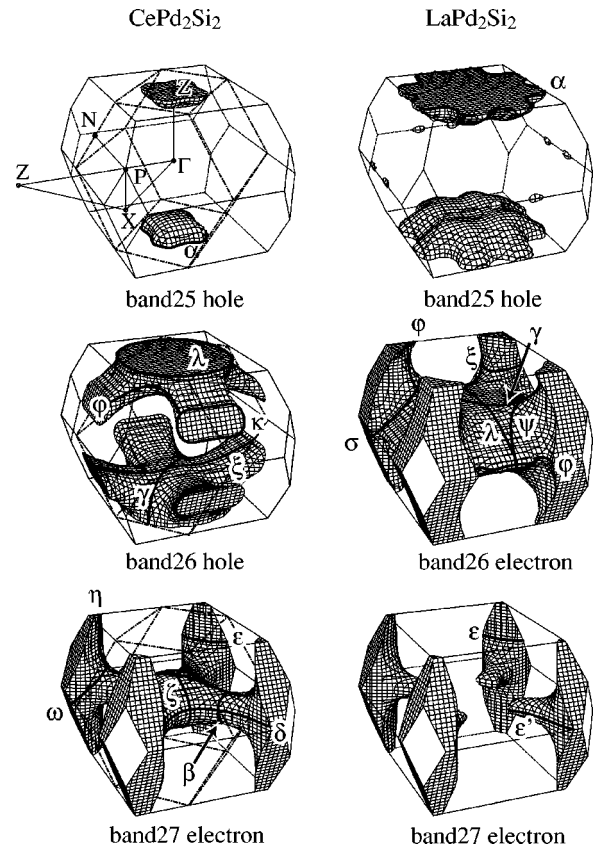 CePd₂Si₂
LaPd₂Si₂
Z
N
Z
Γ
P
X
α
band25 hole
α
band25 hole
λ
φ
κ
ξ
γ
band26 hole
φ
ξ
γ
λ
ψ
σ
φ
band26 electron
η
ε
ζ
ω
δ
β
band27 electron
ε
ε'
band27 electron